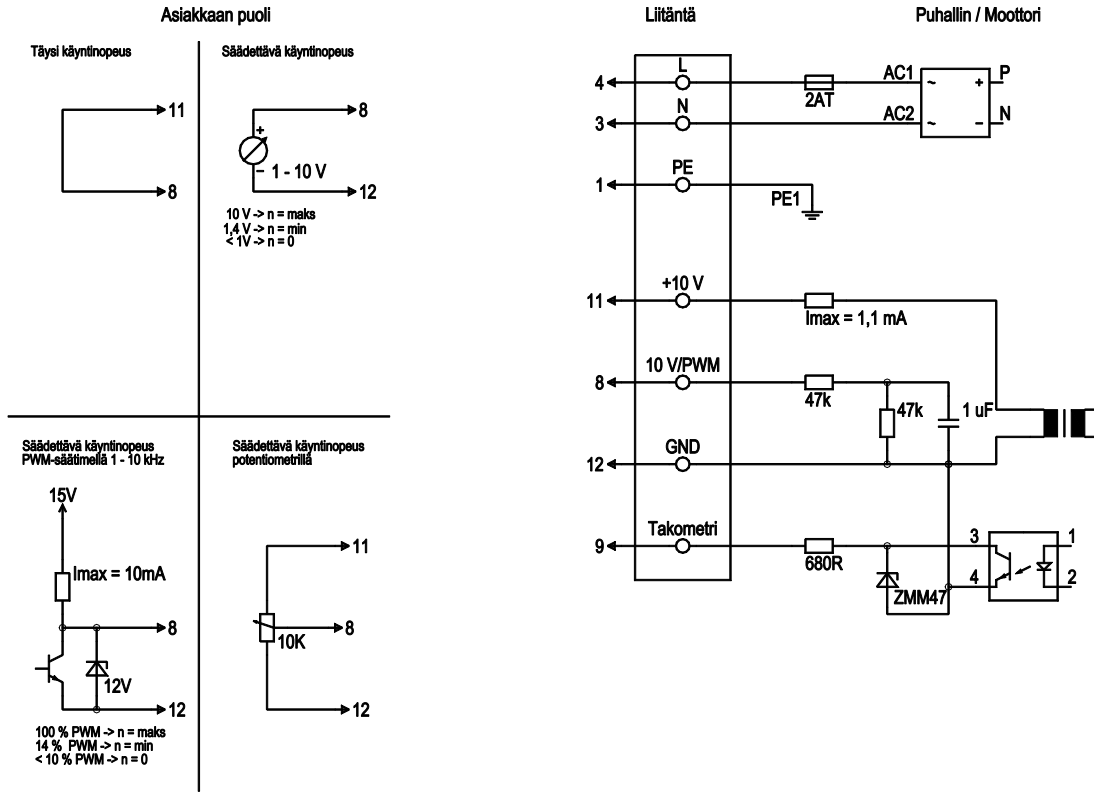 Asiakkaan puoli
Täysi käyntinopeus
11
8
Säädettävä käyntinopeus
8
+
–
1 - 10 V
12
10 V -> n = maks
1,4 V -> n = min
< 1V -> n = 0
Säädettävä käyntinopeus
PWM-säätimellä 1 - 10 kHz
15V
Imax = 10mA
8
12V
12
100 % PWM -> n = maks
14 % PWM -> n = min
< 10 % PWM -> n = 0
Säädettävä käyntinopeus
potentiometrillä
11
8
10K
12
Liitäntä
Puhallin / Moottori
4
L
2AT
AC1
~
+
P
3
N
AC2
~
–
N
1
PE
PE1
11
+10 V
Imax = 1,1 mA
8
10 V/PWM
47k
47k
1 uF
12
GND
9
Takometri
680R
3
1
4
2
ZMM47